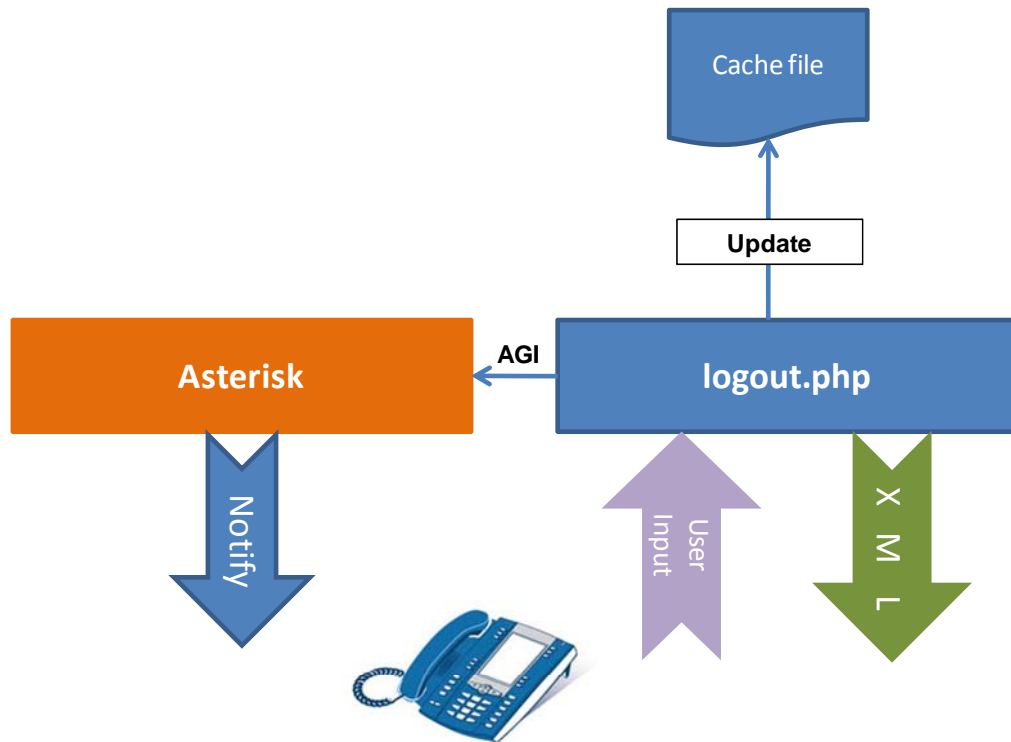 Cache file
Update
Asterisk
AGI
logout.php
Notify
User
Input
X M L